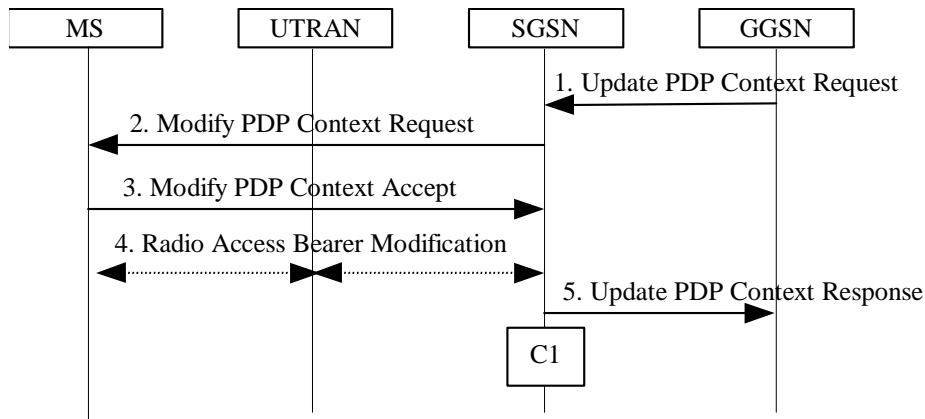 MS
UTRAN
SGSN
GGSN
1. Update PDP Context Request
2. Modify PDP Context Request
3. Modify PDP Context Accept
4. Radio Access Bearer Modification
5. Update PDP Context Response
C1